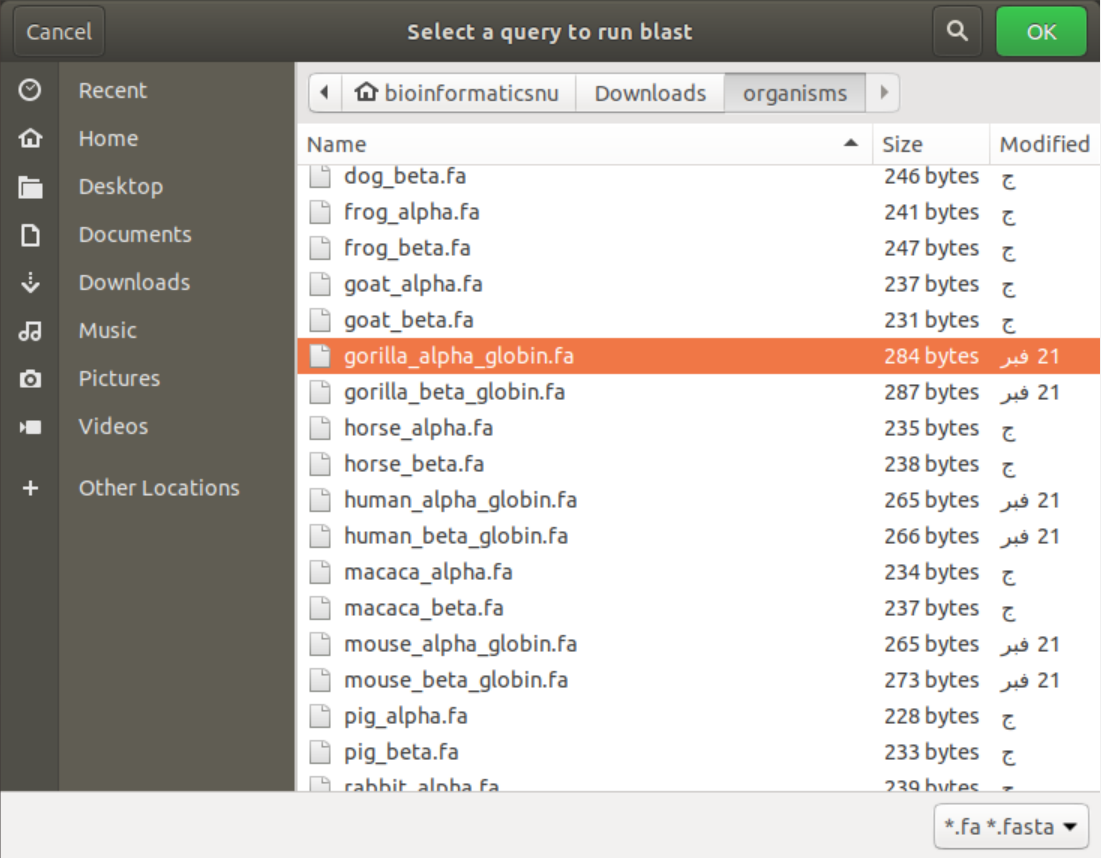 Cancel Select a query to run blast OK
Recent
Home
Desktop
Documents
Downloads
Music
Pictures
Videos
Other Locations
bioinformaticsnu Downloads organisms
Name Size Modified
dog_beta.fa 246 bytes ج
frog_alpha.fa 241 bytes ج
frog_beta.fa 247 bytes ج
goat_alpha.fa 237 bytes ج
goat_beta.fa 231 bytes ج
gorilla_alpha_globin.fa 284 bytes 21 فبر
gorilla_beta_globin.fa 287 bytes 21 فبر
horse_alpha.fa 235 bytes ج
horse_beta.fa 238 bytes ج
human_alpha_globin.fa 265 bytes 21 فبر
human_beta_globin.fa 266 bytes 21 فبر
macaca_alpha.fa 234 bytes ج
macaca_beta.fa 237 bytes ج
mouse_alpha_globin.fa 265 bytes 21 فبر
mouse_beta_globin.fa 273 bytes 21 فبر
pig_alpha.fa 228 bytes ج
pig_beta.fa 233 bytes ج
rabbit_alpha.fa 239 bytes ج
*.fa *.fasta